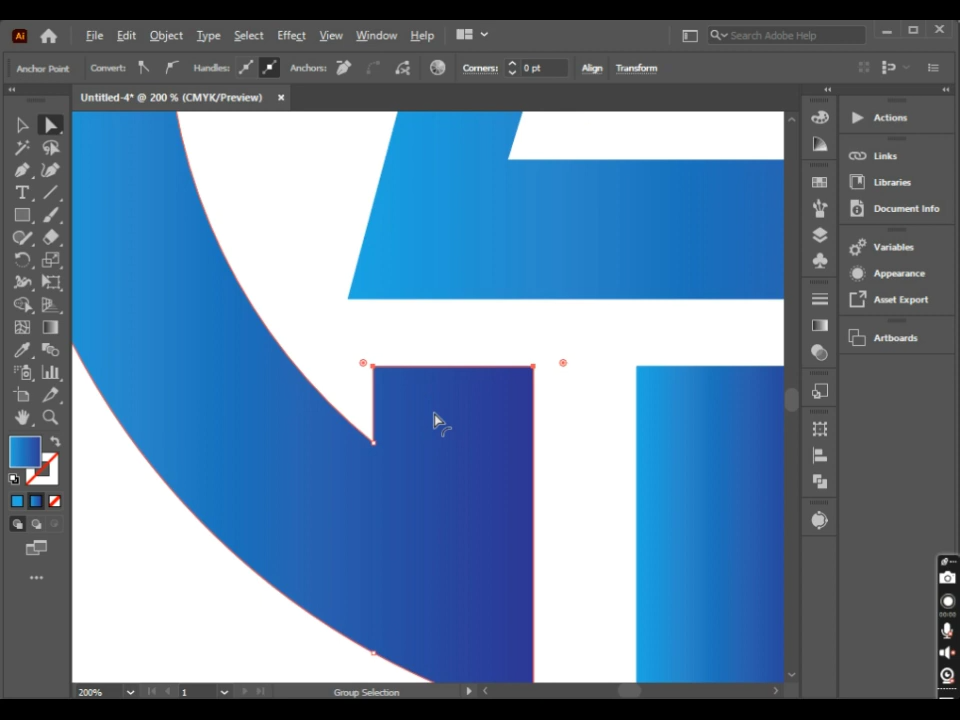 Ai File Edit Object Type Select Effect View Window Help Search Adobe Help
Anchor Point Convert: Handles: Anchors: Corners: 0 pt Align Transform
Untitled-4* @ 200 % (CMYK/Preview) ×
Actions
Links
Libraries
Document Info
Variables
Appearance
Asset Export
Artboards
200% 1 Group Selection
00:00